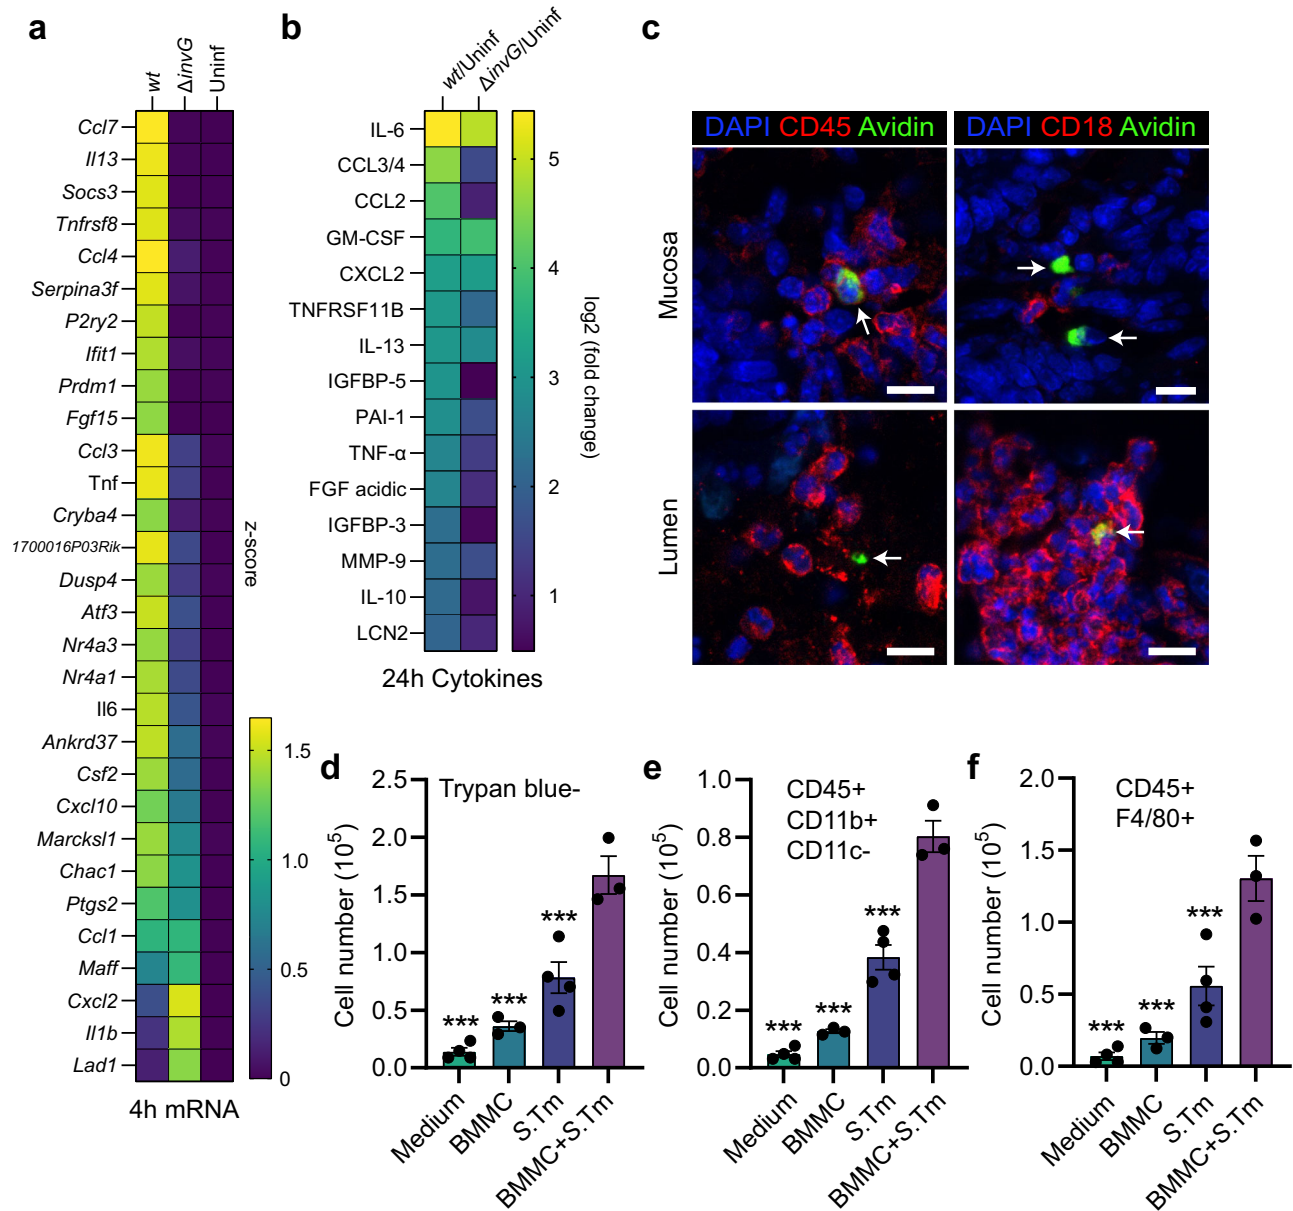 a
wt
ΔinvG
Uninf
Ccl7
Il13
Socs3
Tnfrsf8
Ccl4
Serpina3f
P2ry2
Ifit1
Prdm1
Fgf15
Ccl3
Tnf
Cryba4
1700016P03Rik
Dusp4
Atf3
Nr4a3
Nr4a1
Il6
Ankrd37
Csf2
Cxcl10
Marcksl1
Chac1
Ptgs2
Ccl1
Maff
Cxcl2
Il1b
Lad1
4h mRNA
z-score
1.5
1.0
0.5
0
b
wt/Uninf
ΔinvG/Uninf
IL-6
CCL3/4
CCL2
GM-CSF
CXCL2
TNFRSF11B
IL-13
IGFBP-5
PAI-1
TNF-α
FGF acidic
IGFBP-3
MMP-9
IL-10
LCN2
24h Cytokines
5
4
3
2
1
log2 (fold change)
c
DAPI CD45 Avidin
DAPI CD18 Avidin
Mucosa
Lumen
d
Trypan blue-
Cell number (10⁵)
2.5
2.0
1.5
1.0
0.5
0.0
***
***
***
Medium
BMMC
S.Tm
BMMC+S.Tm
e
CD45+
CD11b+
CD11c-
Cell number (10⁵)
1.0
0.8
0.6
0.4
0.2
0.0
***
***
***
Medium
BMMC
S.Tm
BMMC+S.Tm
f
CD45+
F4/80+
Cell number (10⁵)
2.0
1.5
1.0
0.5
0.0
***
***
***
Medium
BMMC
S.Tm
BMMC+S.Tm